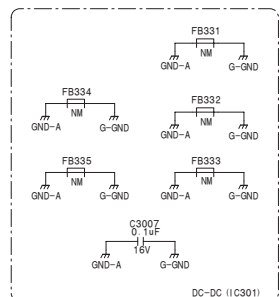 FB331
NM
GND-A G-GND
FB334
NM
GND-A G-GND
FB332
NM
GND-A G-GND
FB335
NM
GND-A G-GND
FB333
NM
GND-A G-GND
C3007
0.1uF
16V
GND-A G-GND
DC-DC (IC301)